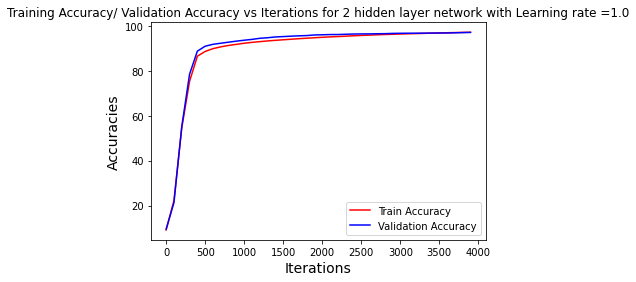 Training Accuracy/ Validation Accuracy vs Iterations for 2 hidden layer network with Learning rate =1.0
100
80
60
40
20
Accuracies
Train Accuracy
Validation Accuracy
0 500 1000 1500 2000 2500 3000 3500 4000
Iterations